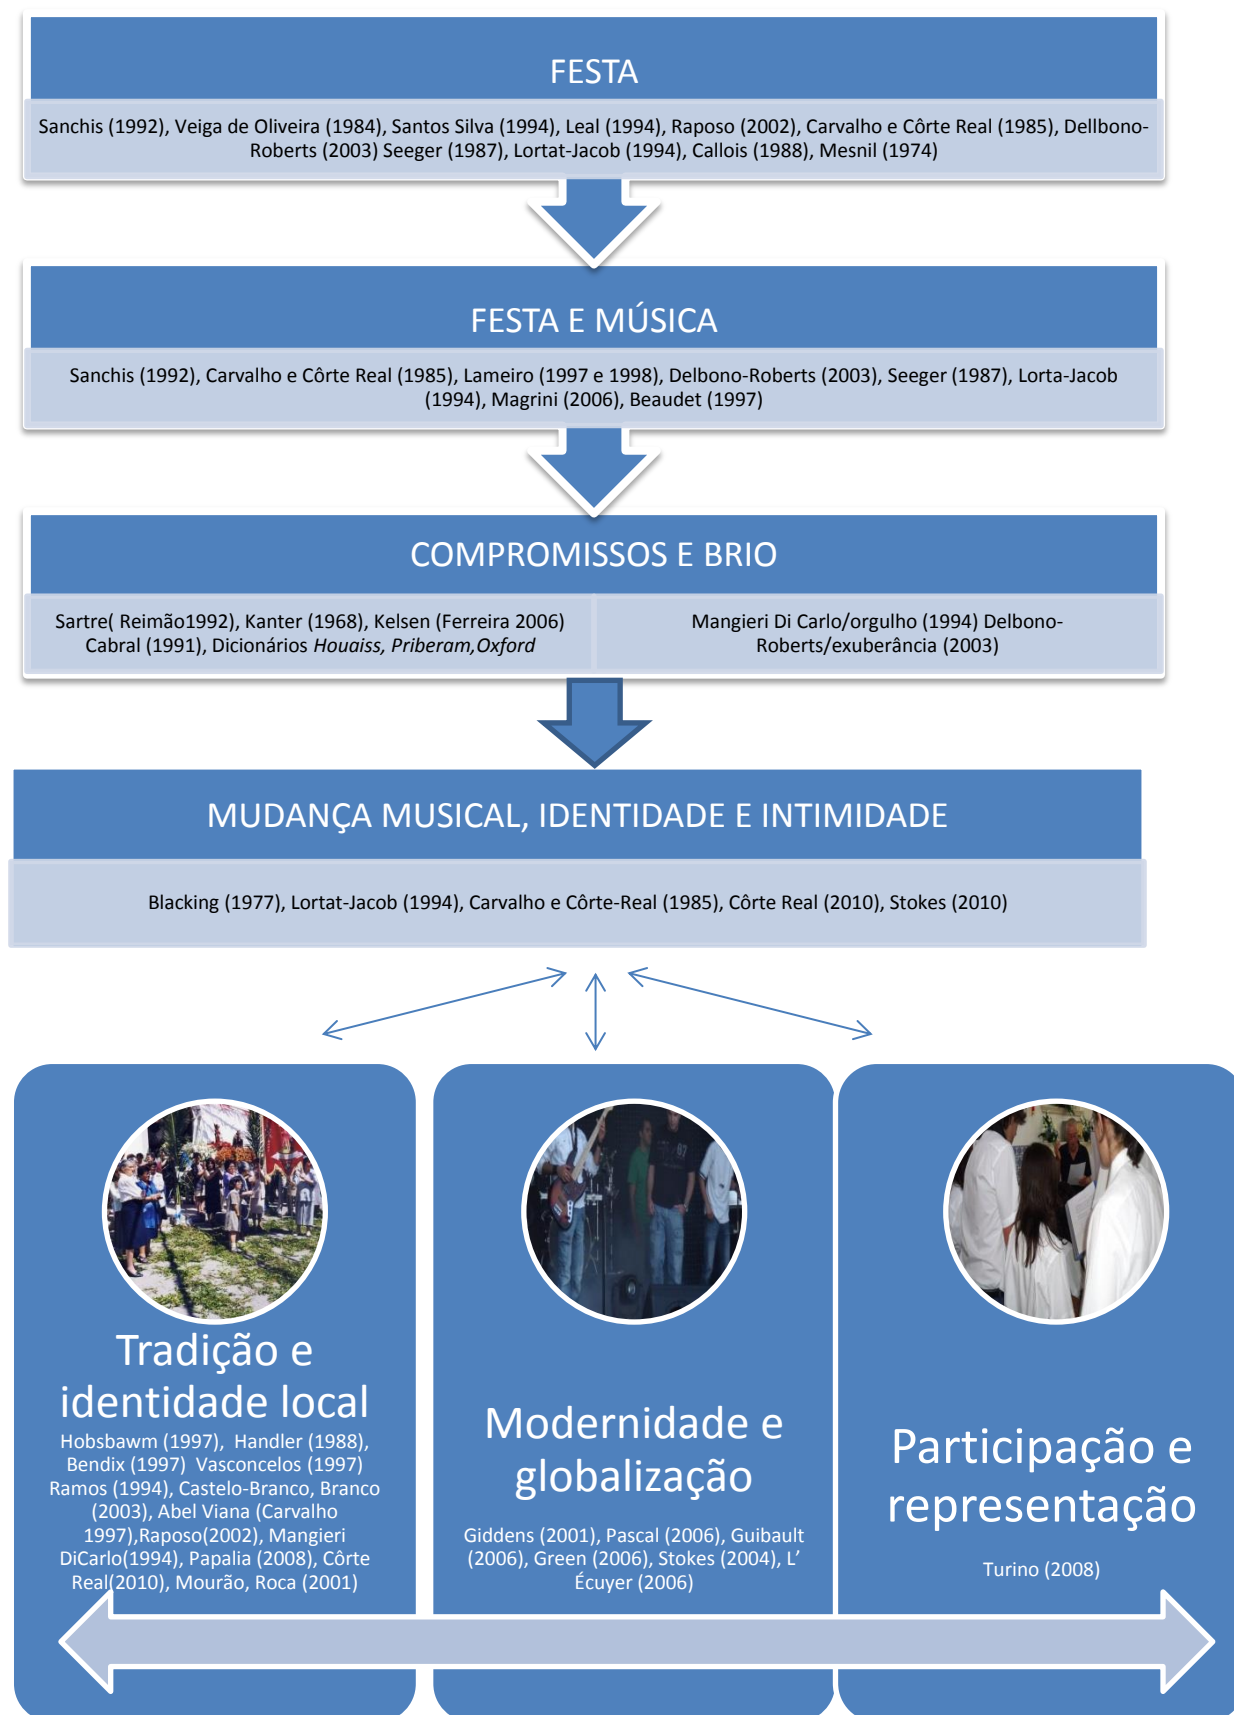 FESTA
Sanchis (1992), Veiga de Oliveira (1984), Santos Silva (1994), Leal (1994), Raposo (2002), Carvalho e Côrte Real (1985), Dellbono-
Roberts (2003) Seeger (1987), Lortat-Jacob (1994), Callois (1988), Mesnil (1974)
FESTA E MÚSICA
Sanchis (1992), Carvalho e Côrte Real (1985), Lameiro (1997 e 1998), Delbono-Roberts (2003), Seeger (1987), Lorta-Jacob
(1994), Magrini (2006), Beaudet (1997)
COMPROMISSOS E BRIO
Sartre( Reimão1992), Kanter (1968), Kelsen (Ferreira 2006)
Cabral (1991), Dicionários Houaiss, Priberam,Oxford
Mangieri Di Carlo/orgulho (1994) Delbono-
Roberts/exuberância (2003)
MUDANÇA MUSICAL, IDENTIDADE E INTIMIDADE
Blacking (1977), Lortat-Jacob (1994), Carvalho e Côrte-Real (1985), Côrte Real (2010), Stokes (2010)
Tradição e
identidade local
Hobsbawm (1997), Handler (1988),
Bendix (1997) Vasconcelos (1997)
Ramos (1994), Castelo-Branco, Branco
(2003), Abel Viana (Carvalho
1997),Raposo(2002), Mangieri
DiCarlo(1994), Papalia (2008), Côrte
Real(2010), Mourão, Roca (2001)
Modernidade e
globalização
Giddens (2001), Pascal (2006), Guibault
(2006), Green (2006), Stokes (2004), L’
Écuyer (2006)
Participação e
representação
Turino (2008)